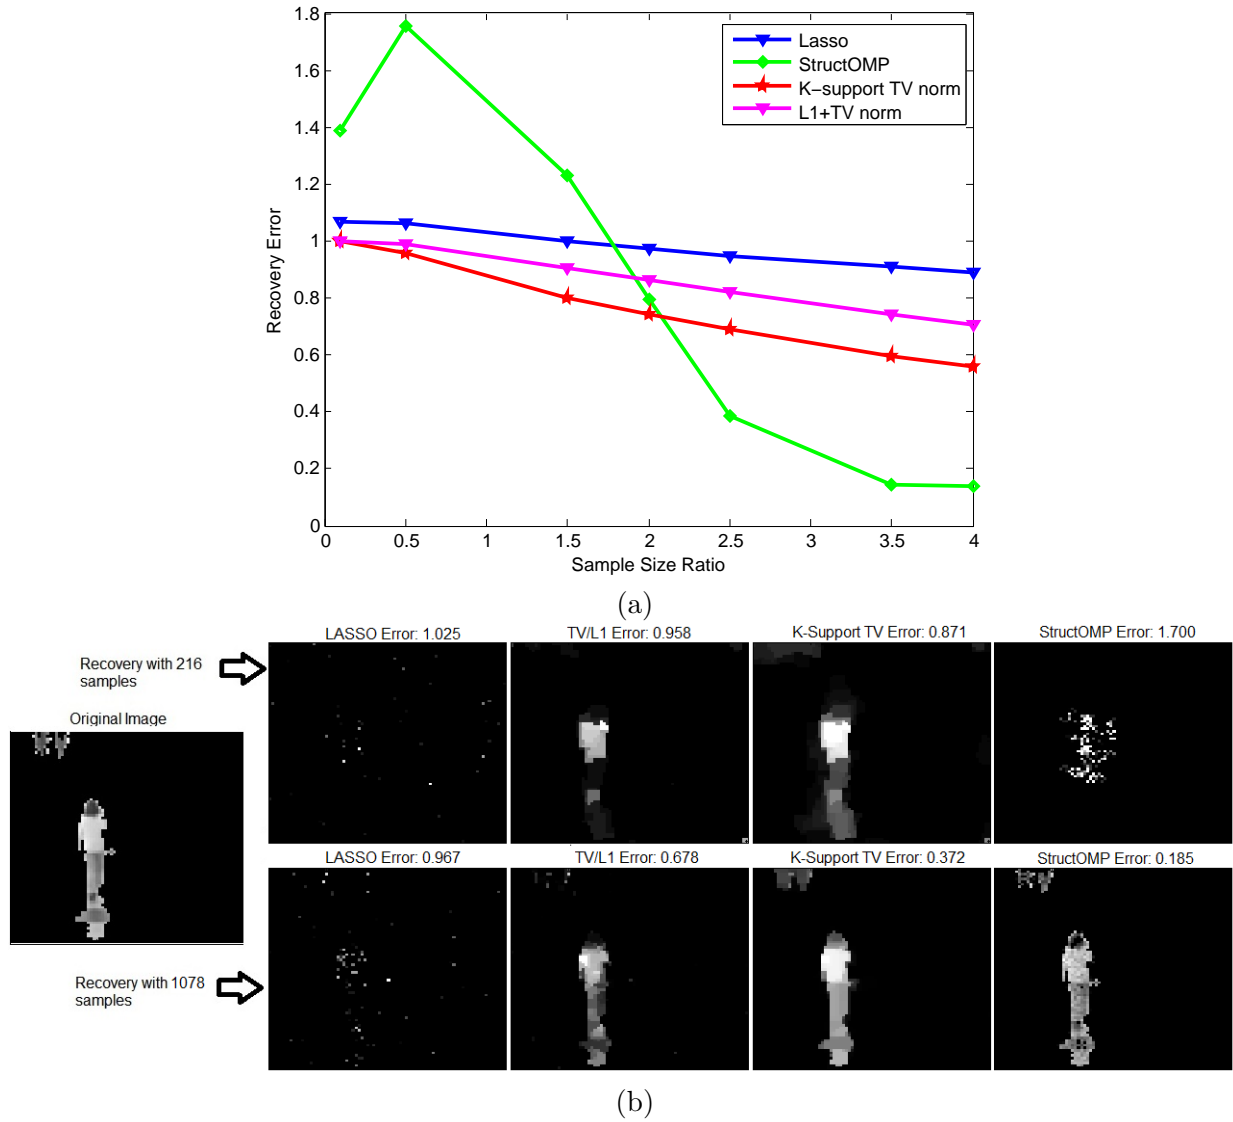 1.8
1.6
1.4
1.2
1
0.8
0.6
0.4
0.2
0
Recovery Error
Lasso
StructOMP
K−support TV norm
L1+TV norm
0 0.5 1 1.5 2 2.5 3 3.5 4
Sample Size Ratio
(a)
LASSO Error: 1.025 TV/L1 Error: 0.958 K-Support TV Error: 0.871 StructOMP Error: 1.700
Recovery with 216
samples
Original Image
LASSO Error: 0.967 TV/L1 Error: 0.678 K-Support TV Error: 0.372 StructOMP Error: 0.185
Recovery with 1078
samples
(b)